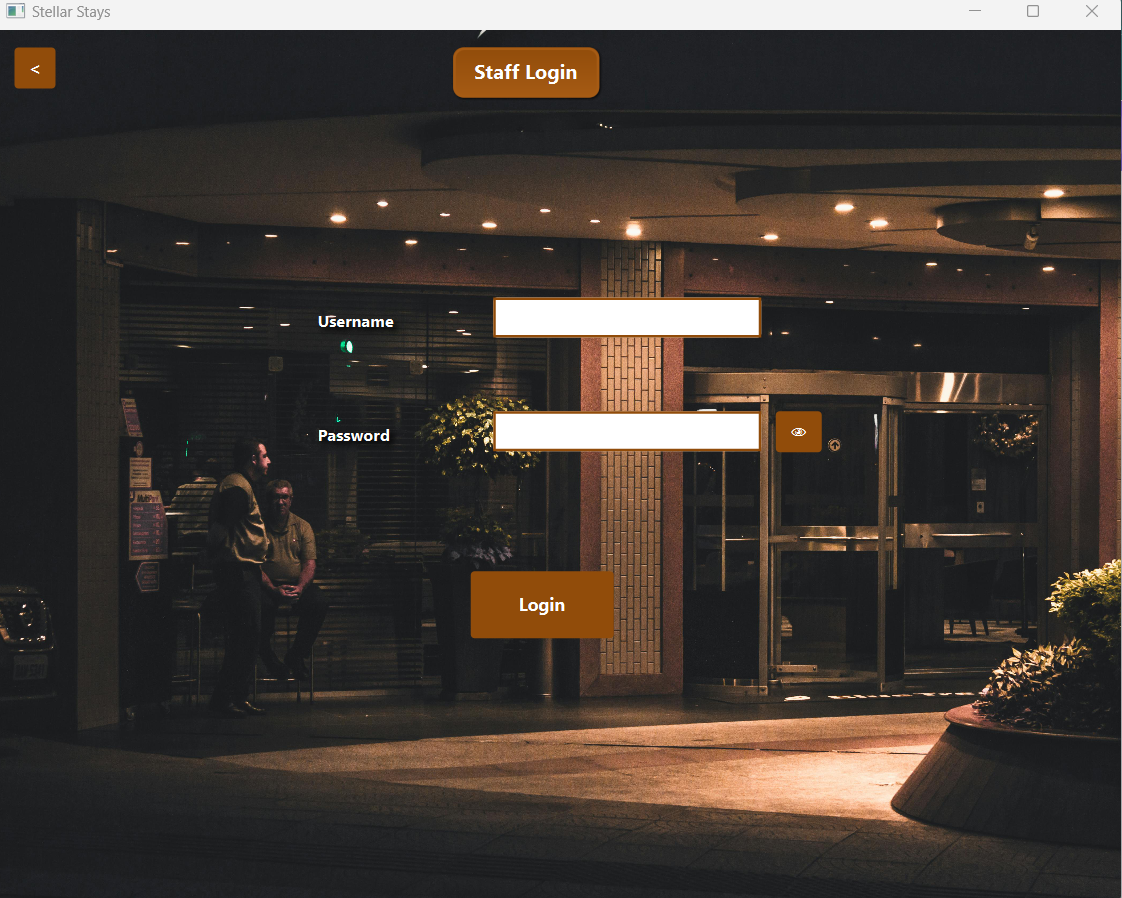 Stellar Stays
<
Staff Login
Username
Password
Login